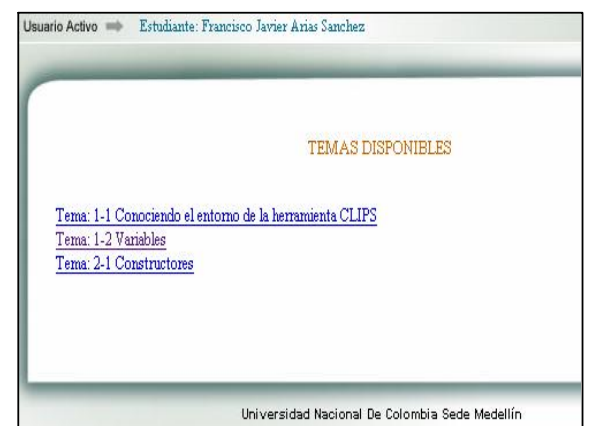 Usuario Activo Estudiante: Francisco Javier Arias Sanchez
TEMAS DISPONIBLES
Tema: 1-1 Conociendo el entorno de la herramienta CLIPS
Tema: 1-2 Variables
Tema: 2-1 Constructores
Universidad Nacional De Colombia Sede Medellín